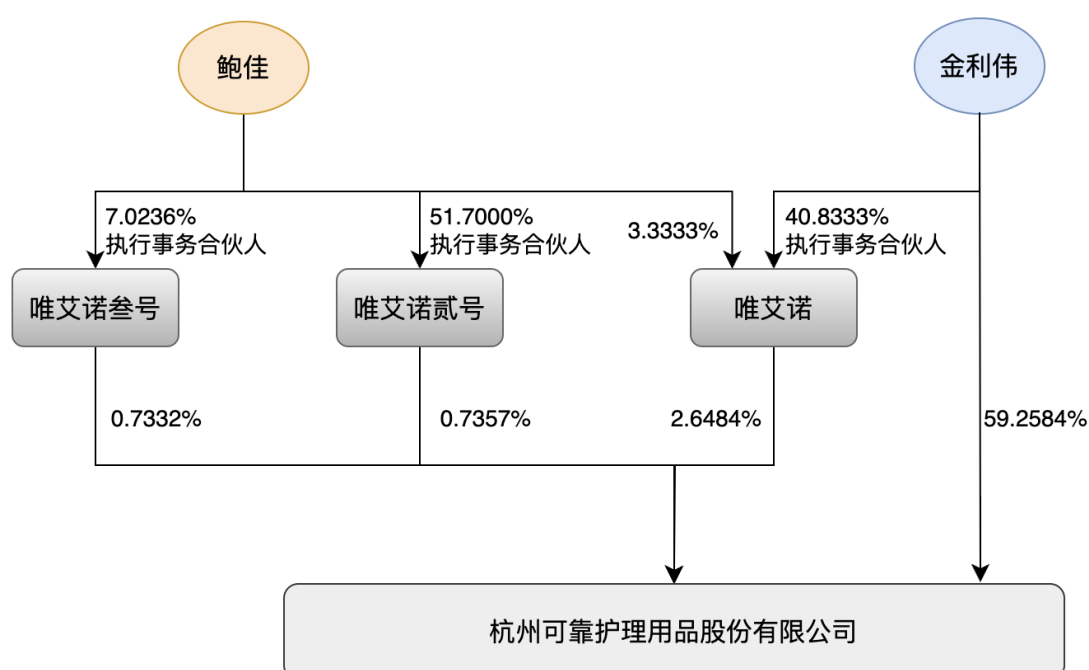 鲍佳
金利伟
7.0236%
执行事务合伙人
51.7000%
执行事务合伙人
3.3333%
40.8333%
执行事务合伙人
唯艾诺叁号
唯艾诺贰号
唯艾诺
0.7332%
0.7357%
2.6484%
59.2584%
杭州可靠护理用品股份有限公司